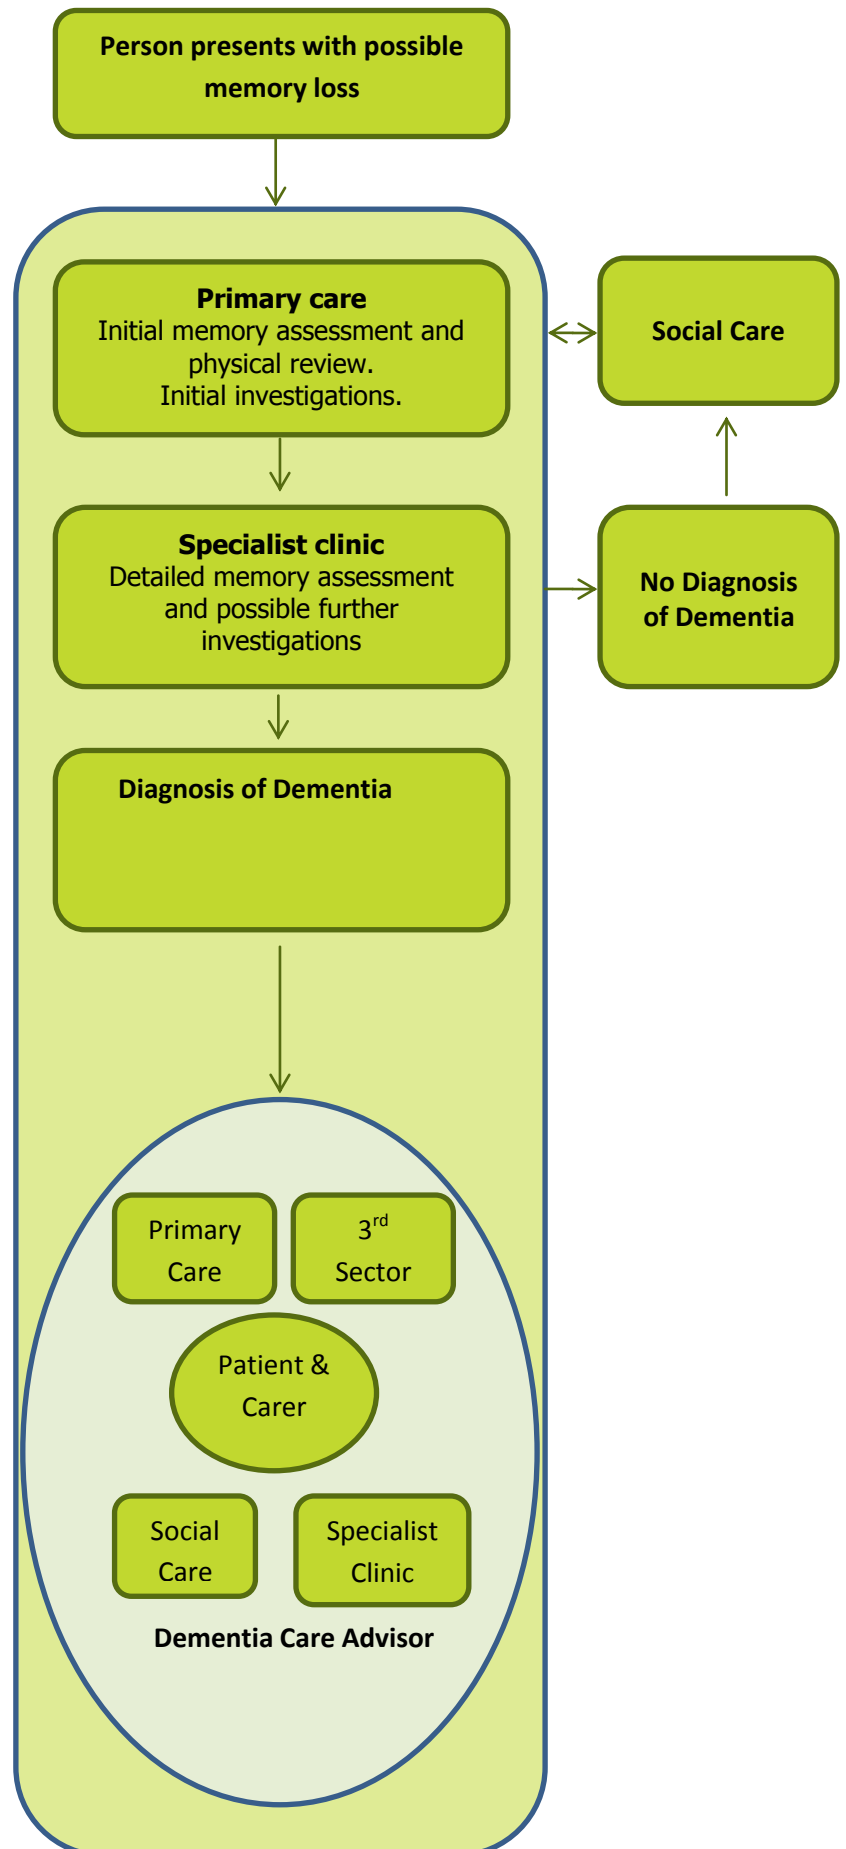 Person presents with possible
memory loss
Primary care
Initial memory assessment and
physical review.
Initial investigations.
Social Care
Specialist clinic
Detailed memory assessment
and possible further
investigations
No Diagnosis
of Dementia
Diagnosis of Dementia
Primary
Care
3rd
Sector
Patient &
Carer
Social
Care
Specialist
Clinic
Dementia Care Advisor